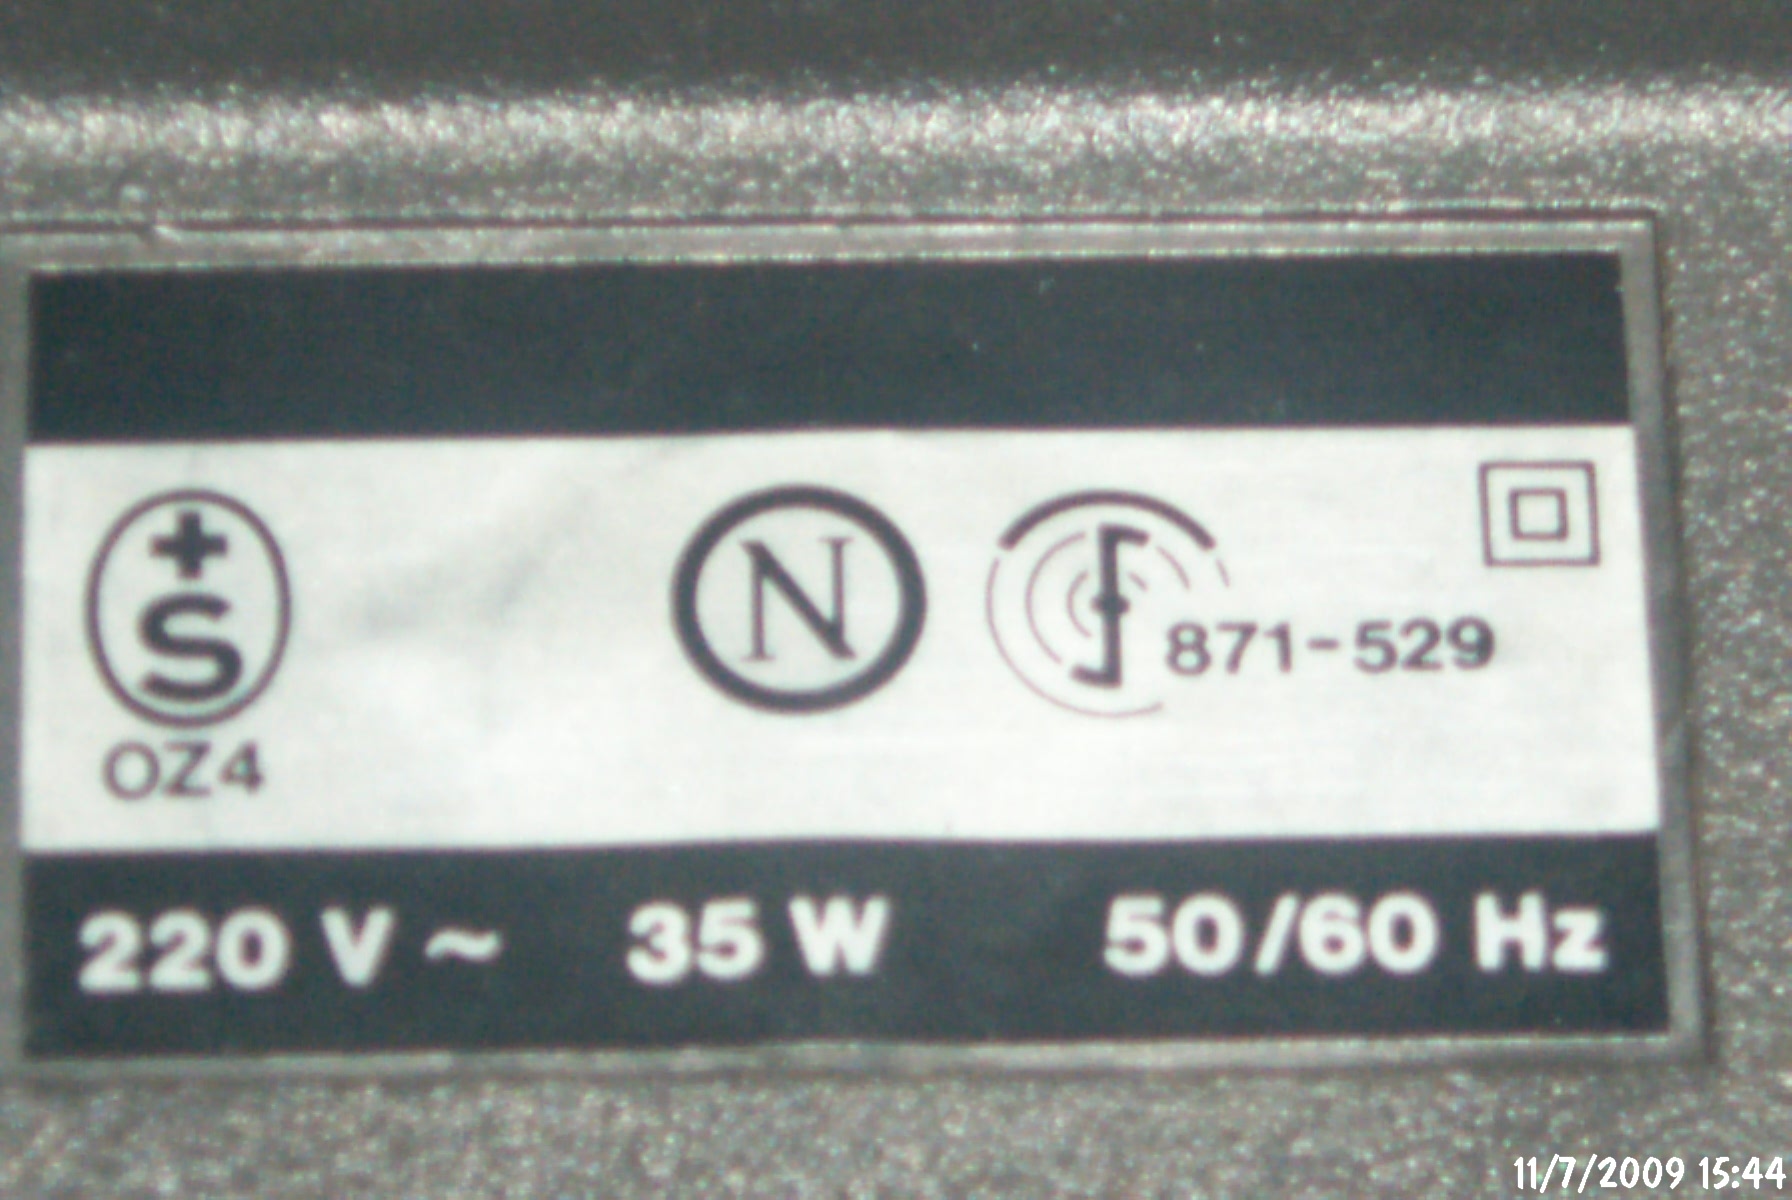 +
S
OZ4
N
871-529
220 V ~ 35 W 50/60 Hz
11/7/2009 15:44